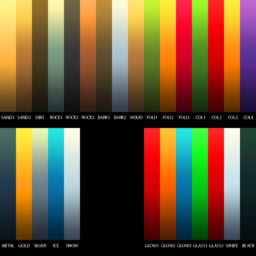 SAND1 SAND2 DIRT ROCK1 ROCK2 ROCK3 DARK1 DARK2 WOOD FOLI1 FOLI2 FOLI3 COL1 COL2 COL3 COL4
METAL GOLD SILVER ICE SNOW GLOW1 GLOW2 GLOW3 GLASS1 GLASS2 WHITE BLACK